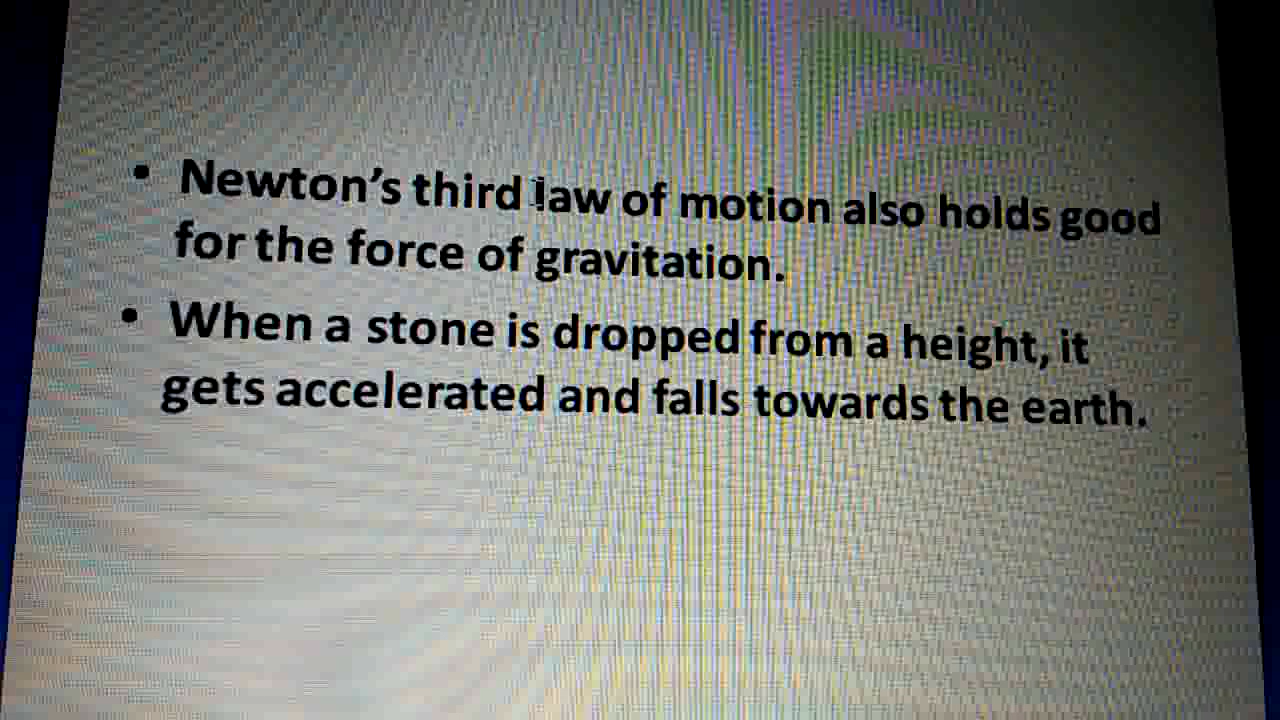 • Newton's third law of motion also holds good
for the force of gravitation.
• When a stone is dropped from a height, it
gets accelerated and falls towards the earth.